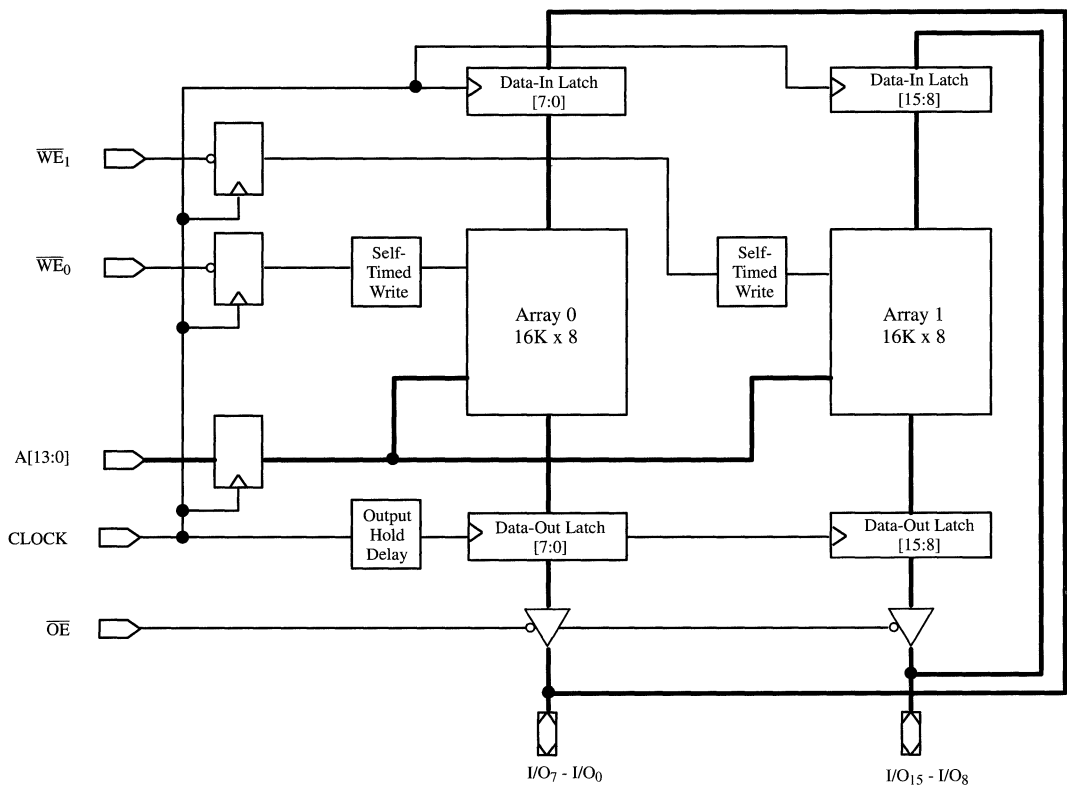 Data-In Latch
[7:0]
Data-In Latch
[15:8]
WE1
WE0
Self-
Timed
Write
Self-
Timed
Write
Array 0
16K x 8
Array 1
16K x 8
A[13:0]
CLOCK
Output
Hold
Delay
Data-Out Latch
[7:0]
Data-Out Latch
[15:8]
OE
I/O7 - I/O0
I/O15 - I/O8